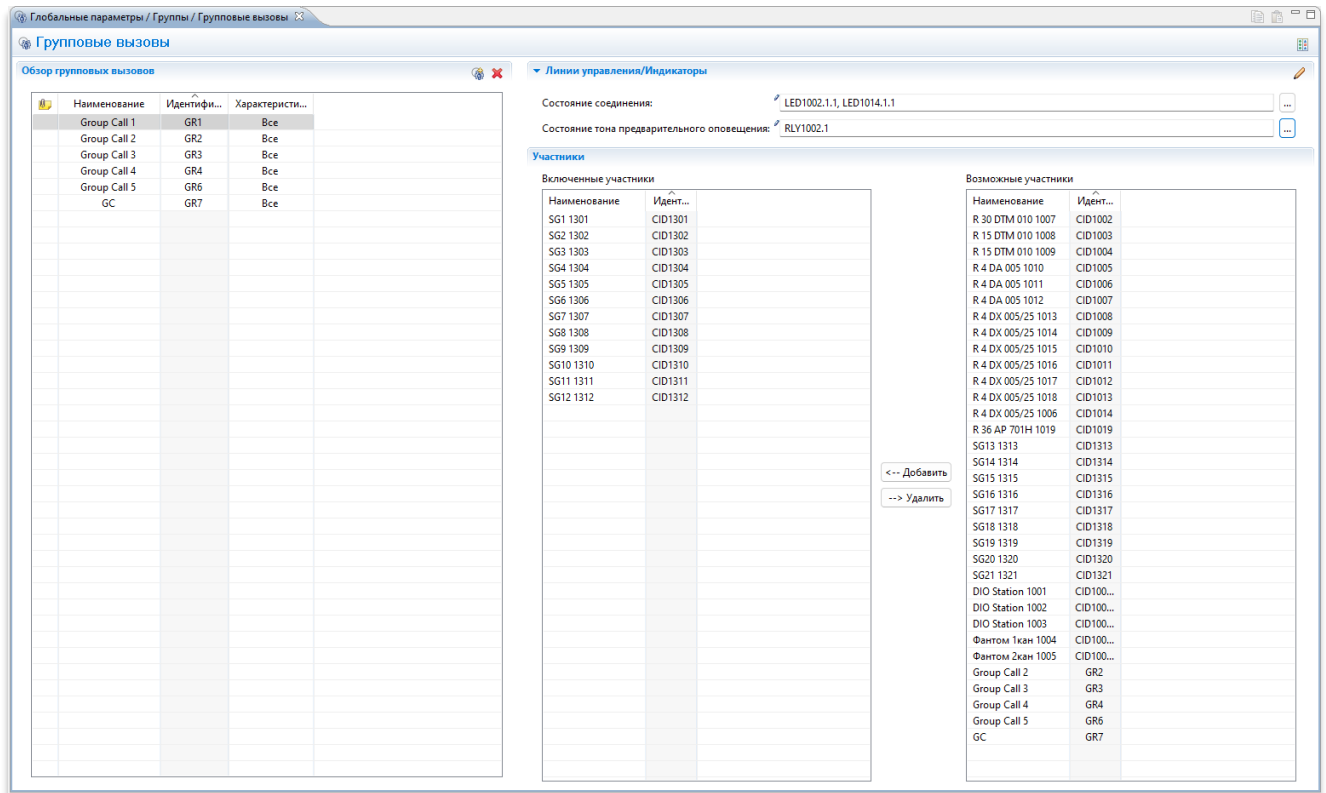 Глобальные параметры / Группы / Групповые вызовы
Групповые вызовы
Обзор групповых вызовов
Наименование Идентифи... Характеристи...
Group Call 1 GR1 Все
Group Call 2 GR2 Все
Group Call 3 GR3 Все
Group Call 4 GR4 Все
Group Call 5 GR6 Все
GC GR7 Все
Линии управления/Индикаторы
Состояние соединения: LED1002.1.1, LED1014.1.1 ...
Состояние тона предварительного оповещения: RLY1002.1 ...
Участники
Включенные участники
Наименование Идент...
SG1 1301 CID1301
SG2 1302 CID1302
SG3 1303 CID1303
SG4 1304 CID1304
SG5 1305 CID1305
SG6 1306 CID1306
SG7 1307 CID1307
SG8 1308 CID1308
SG9 1309 CID1309
SG10 1310 CID1310
SG11 1311 CID1311
SG12 1312 CID1312
<-- Добавить
--> Удалить
Возможные участники
Наименование Идент...
R 30 DTM 010 1007 CID1002
R 15 DTM 010 1008 CID1003
R 15 DTM 010 1009 CID1004
R 4 DA 005 1010 CID1005
R 4 DA 005 1011 CID1006
R 4 DA 005 1012 CID1007
R 4 DX 005/25 1013 CID1008
R 4 DX 005/25 1014 CID1009
R 4 DX 005/25 1015 CID1010
R 4 DX 005/25 1016 CID1011
R 4 DX 005/25 1017 CID1012
R 4 DX 005/25 1018 CID1013
R 4 DX 005/25 1006 CID1014
R 36 AP 701H 1019 CID1019
SG13 1313 CID1313
SG14 1314 CID1314
SG15 1315 CID1315
SG16 1316 CID1316
SG17 1317 CID1317
SG18 1318 CID1318
SG19 1319 CID1319
SG20 1320 CID1320
SG21 1321 CID1321
DIO Station 1001 CID100...
DIO Station 1002 CID100...
DIO Station 1003 CID100...
Фантом 1кан 1004 CID100...
Фантом 2кан 1005 CID100...
Group Call 2 GR2
Group Call 3 GR3
Group Call 4 GR4
Group Call 5 GR6
GC GR7